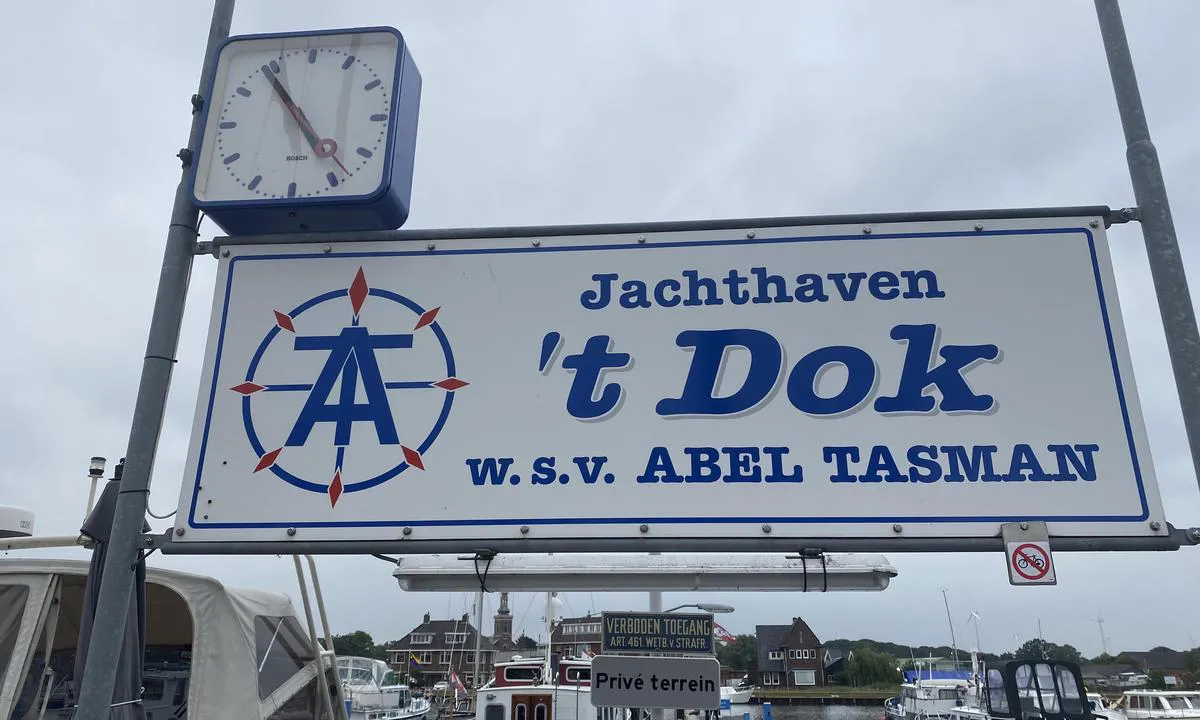 BOSCH
Jachthaven
't Dok
w.s.v. ABEL TASMAN
VERBODEN TOEGANG
ART. 461. WETB. v. STRAFR.
Privé terrein